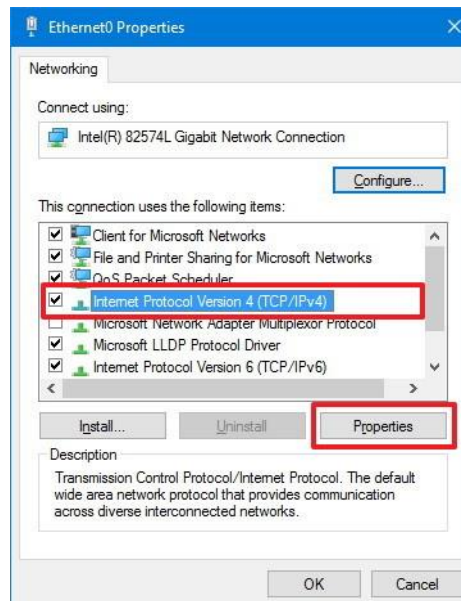 Ethernet0 Properties
Networking
Connect using:
Intel(R) 82574L Gigabit Network Connection
Configure...
This connection uses the following items:
Client for Microsoft Networks
File and Printer Sharing for Microsoft Networks
QoS Packet Scheduler
Internet Protocol Version 4 (TCP/IPv4)
Microsoft Network Adapter Multiplexor Protocol
Microsoft LLDP Protocol Driver
Internet Protocol Version 6 (TCP/IPv6)
Install...
Uninstall
Properties
Description
Transmission Control Protocol/Internet Protocol. The default
wide area network protocol that provides communication
across diverse interconnected networks.
OK
Cancel